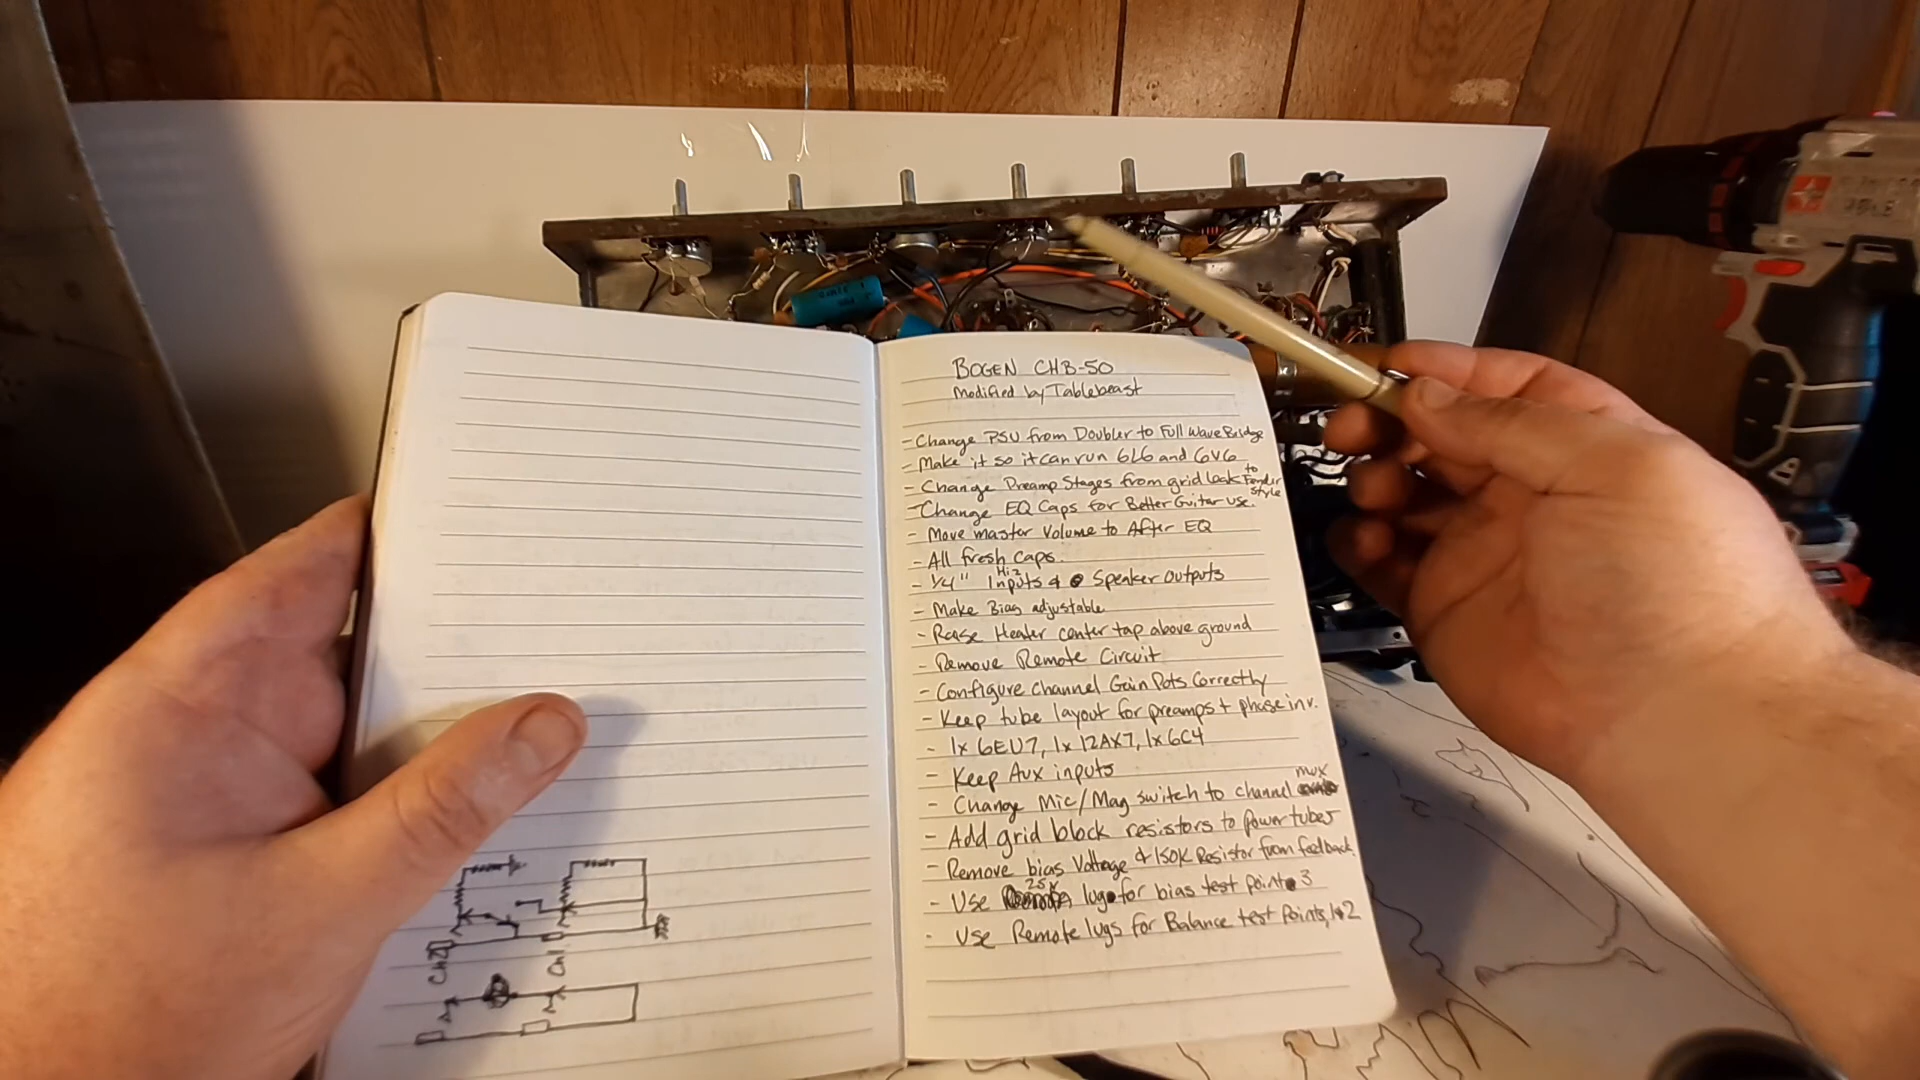 BOGEN CHB-50
Modified by Tablebeast
- Change PSU from Doubler to Full Wave Bridge
- Make it so it can run 6L6 and 6V6
- Change Preamp Stages from grid leak to Fender style
- Change EQ Caps for Better Guitar use.
- Move master Volume to After EQ
- All fresh caps.
- 1/4" Hi Z Inputs & Speaker Outputs
- Make Bias adjustable
- Raise Heater center tap above ground
- Remove Remote Circuit
- Configure Channel Gain Pots Correctly
- Keep tube layout for preamps + phase inv.
- 1x 6EU7, 1x 12AX7, 1x 6C4
- Keep Aux inputs
- Change Mic/Mag switch to channel
- Add grid block resistors to power tubes
- Remove bias Voltage & 150K Resistor from feedback.
- Use 25V lugs for bias test point 3
- Use Remote lugs for Balance test Points, 1&2
CH2
CH1